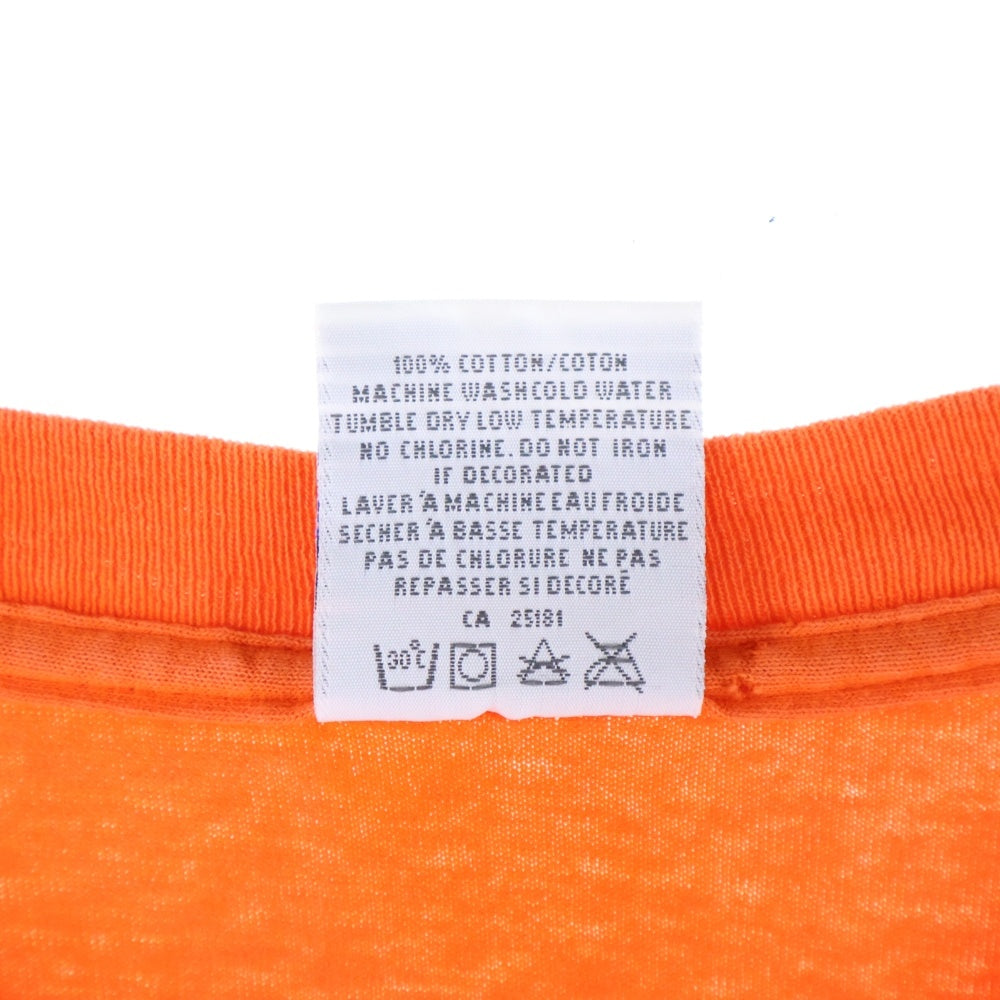 100% COTTON/COTON
MACHINE WASHCOLD WATER
TUMBLE DRY LOW TEMPERATURE
NO CHLORINE. DO NOT IRON
IF DECORATED
LAVER 'A MACHINE EAU FROIDE
SECHER 'A BASSE TEMPERATURE
PAS DE CHLORURE NE PAS
REPASSER SI DECORÉ
CA 25181
30°C